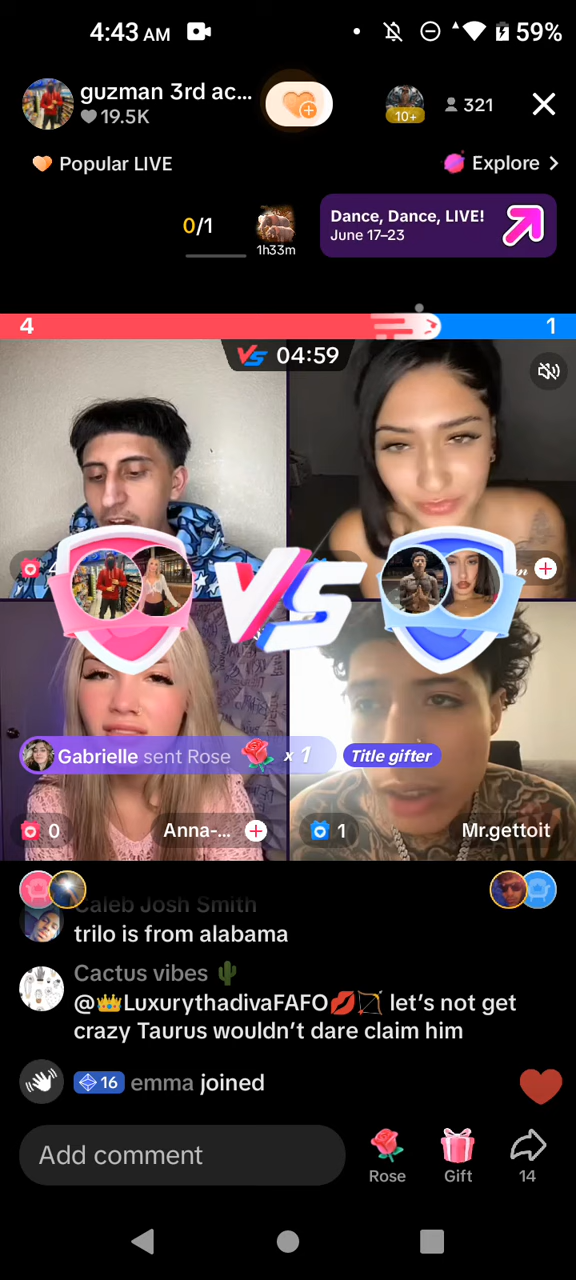 4:43 AM
59%
guzman 3rd ac...
19.5K
10+
321
Popular LIVE
Explore >
0/1
1h33m
Dance, Dance, LIVE!
June 17–23
4
1
VS 04:59
VS
Gabrielle sent Rose x 1
Title gifter
0
Anna-...
1
Mr.gettoit
Caleb Josh Smith
trilo is from alabama
Cactus vibes 🌵
@👑LuxurythadivaFAFO💋🏹 let's not get
crazy Taurus wouldn't dare claim him
16 emma joined
Add comment
Rose
Gift
14